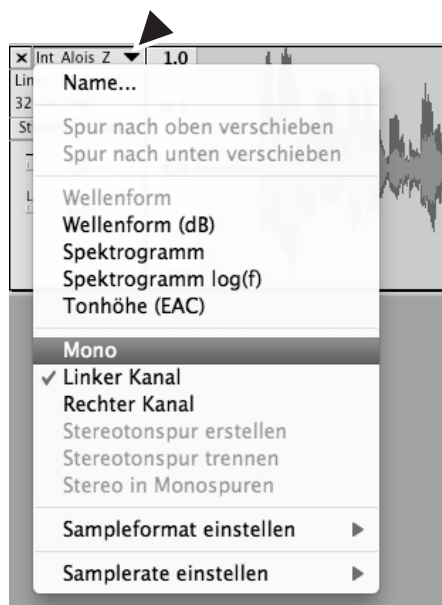 Int Alois Z
1.0
Lin
Name...
32
St
Spur nach oben verschieben
Spur nach unten verschieben
L
Wellenform
Wellenform (dB)
Spektrogramm
Spektrogramm log(f)
Tonhöhe (EAC)
Mono
Linker Kanal
Rechter Kanal
Stereotonspur erstellen
Stereotonspur trennen
Stereo in Monospuren
Sampleformat einstellen
Samplerate einstellen